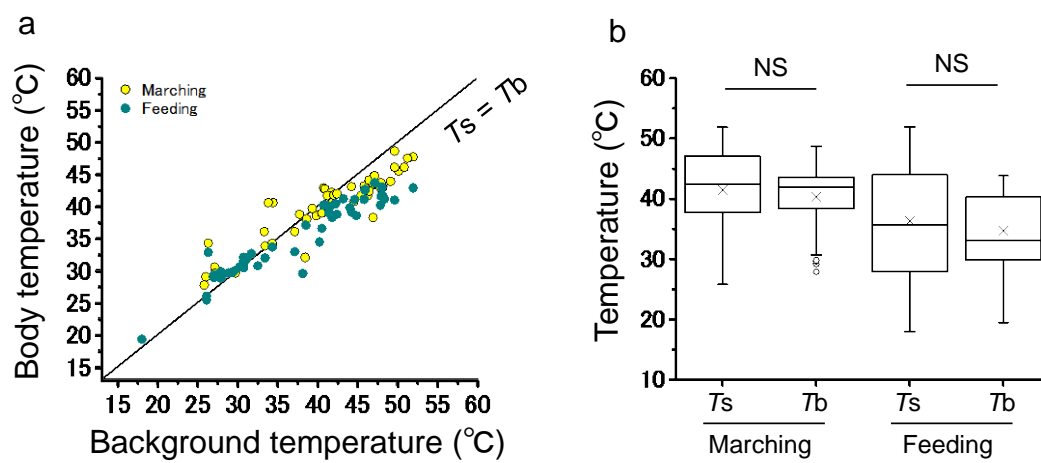 a
Body temperature (°C)
60
50
45
40
35
30
25
20
15
Marching
Feeding
Ts = Tb
15 20 25 30 35 40 45 50 55 60
Background temperature (°C)
b
Temperature (°C)
60
50
40
30
20
10
NS
NS
Ts Tb Ts Tb
Marching Feeding